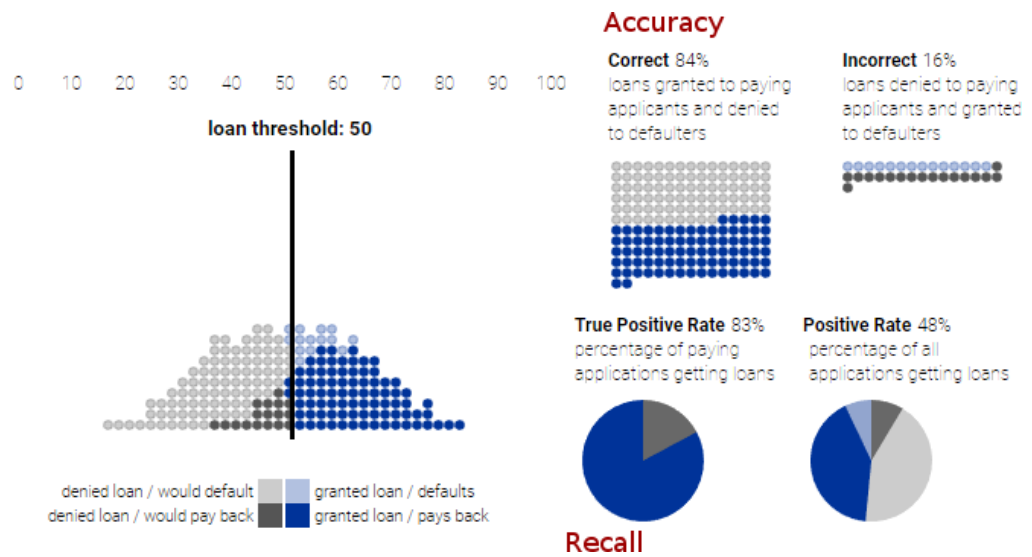 Accuracy
0 10 20 30 40 50 60 70 80 90 100
loan threshold: 50
Correct 84%
loans granted to paying
applicants and denied
to defaulters
Incorrect 16%
loans denied to paying
applicants and granted
to defaulters
True Positive Rate 83%
percentage of paying
applications getting loans
Positive Rate 48%
percentage of all
applications getting loans
denied loan / would default
granted loan / defaults
denied loan / would pay back
granted loan / pays back
Recall